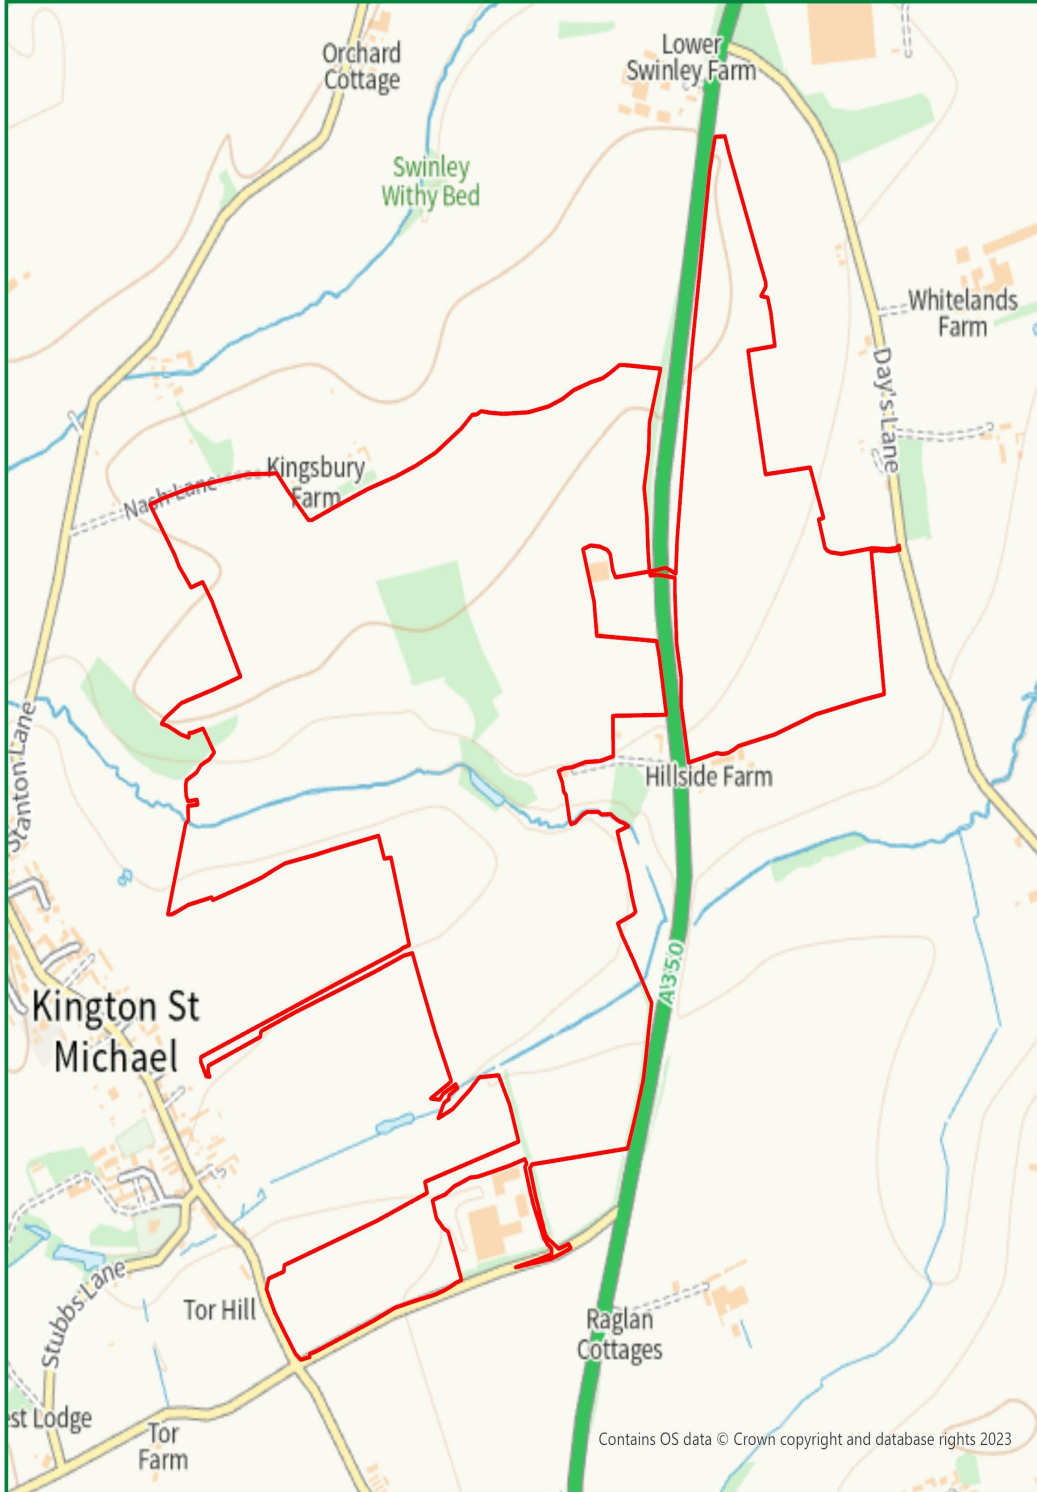 Orchard
Cottage
Lower
Swinley Farm
Swinley
Withy Bed
Whitelands
Farm
Day's Lane
Kingsbury
Farm
Nash Lane
Stanton Lane
Hillside Farm
A350
Kington St
Michael
Stubbs Lane
Tor Hill
Raglan
Cottages
est Lodge
Tor
Farm
Contains OS data © Crown copyright and database rights 2023